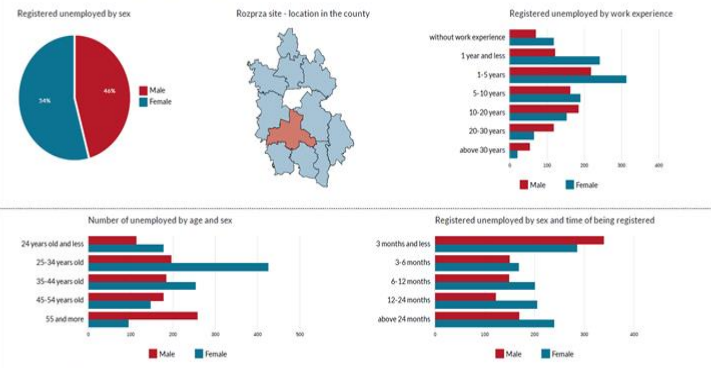 Registered unemployed by sex
54%
46%
Male
Female
Rozprza site - location in the county
Registered unemployed by work experience
without work experience
1 year and less
1-5 years
5-10 years
10-20 years
20-30 years
above 30 years
0 100 200 300 400
Male Female
Number of unemployed by age and sex
24 years old and less
25-34 years old
35-44 years old
45-54 years old
55 and more
0 100 200 300 400 500
Male Female
Registered unemployed by sex and time of being registered
3 months and less
3-6 months
6-12 months
12-24 months
above 24 months
0 100 200 300 400
Male Female